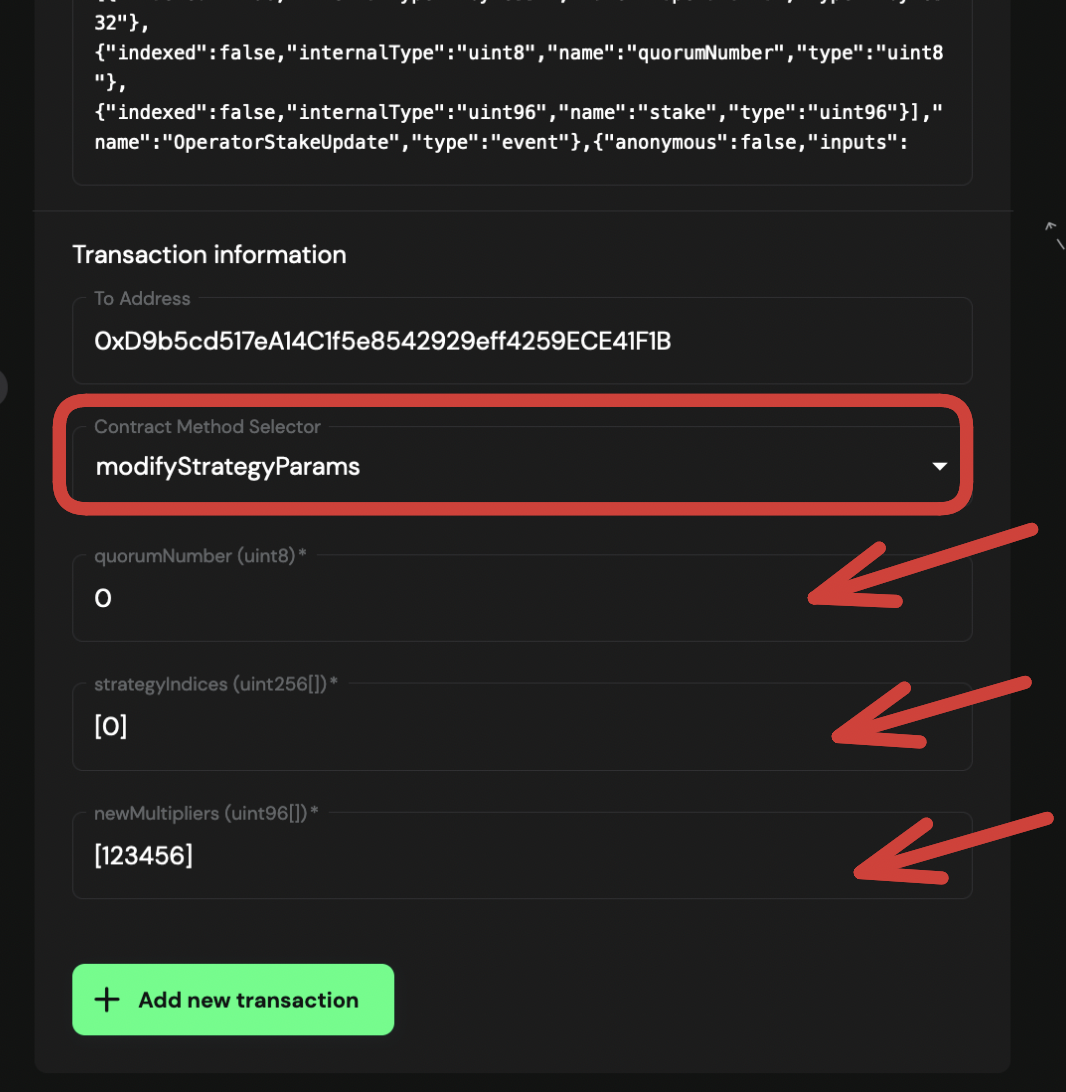 32"},
{"indexed":false,"internalType":"uint8","name":"quorumNumber","type":"uint8
"},
{"indexed":false,"internalType":"uint96","name":"stake","type":"uint96"}],"
name":"OperatorStakeUpdate","type":"event"},{"anonymous":false,"inputs":
Transaction information
To Address
0xD9b5cd517eA14C1f5e8542929eff4259ECE41F1B
Contract Method Selector
modifyStrategyParams
quorumNumber (uint8)*
0
strategyIndices (uint256[])*
[0]
newMultipliers (uint96[])*
[123456]
+ Add new transaction